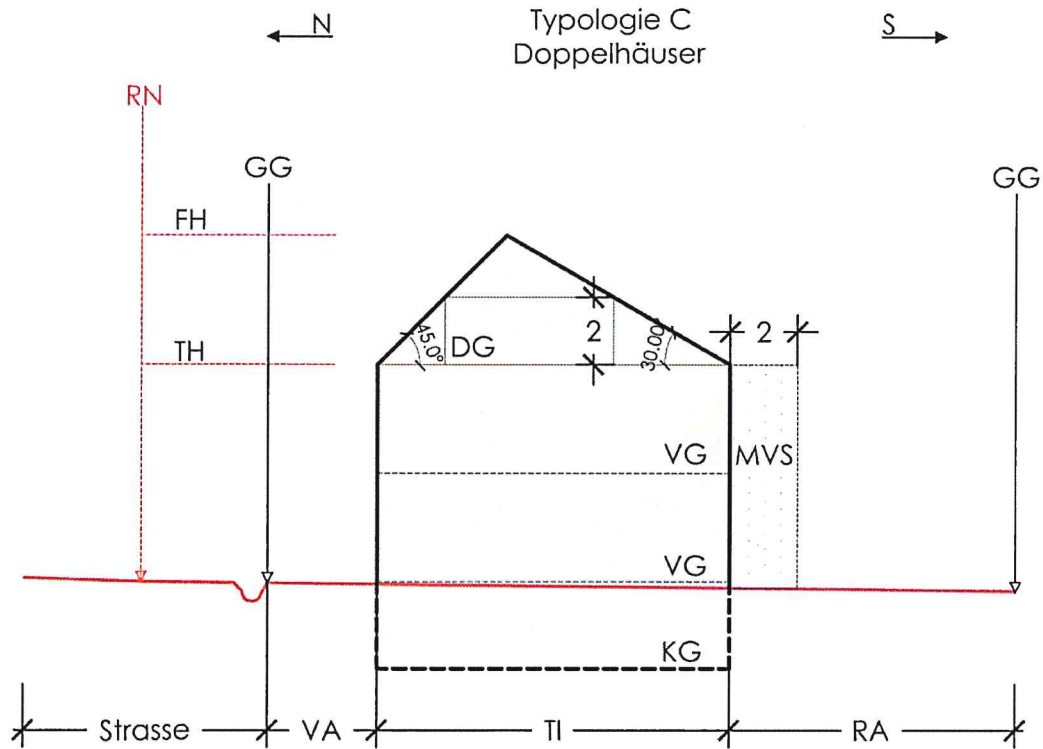 N
Typologie C
S
Doppelhäuser
RN
GG
GG
FH
TH
45.0°
DG
2
30.00°
2
VG
MVS
VG
KG
Strasse
VA
TI
RA